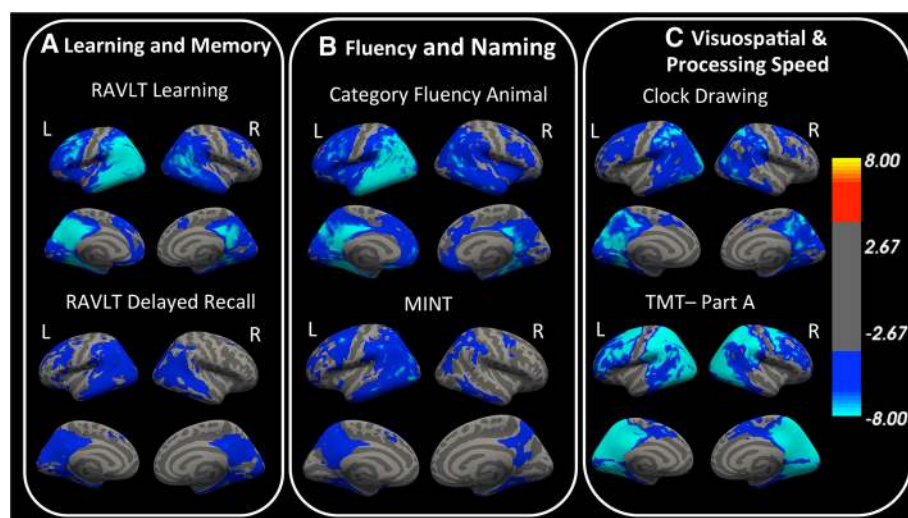 A Learning and Memory
RAVLT Learning
L
R
RAVLT Delayed Recall
L
R
B Fluency and Naming
Category Fluency Animal
L
R
MINT
L
R
C Visuospatial &
Processing Speed
Clock Drawing
L
R
TMT– Part A
L
R
8.00
2.67
-2.67
-8.00